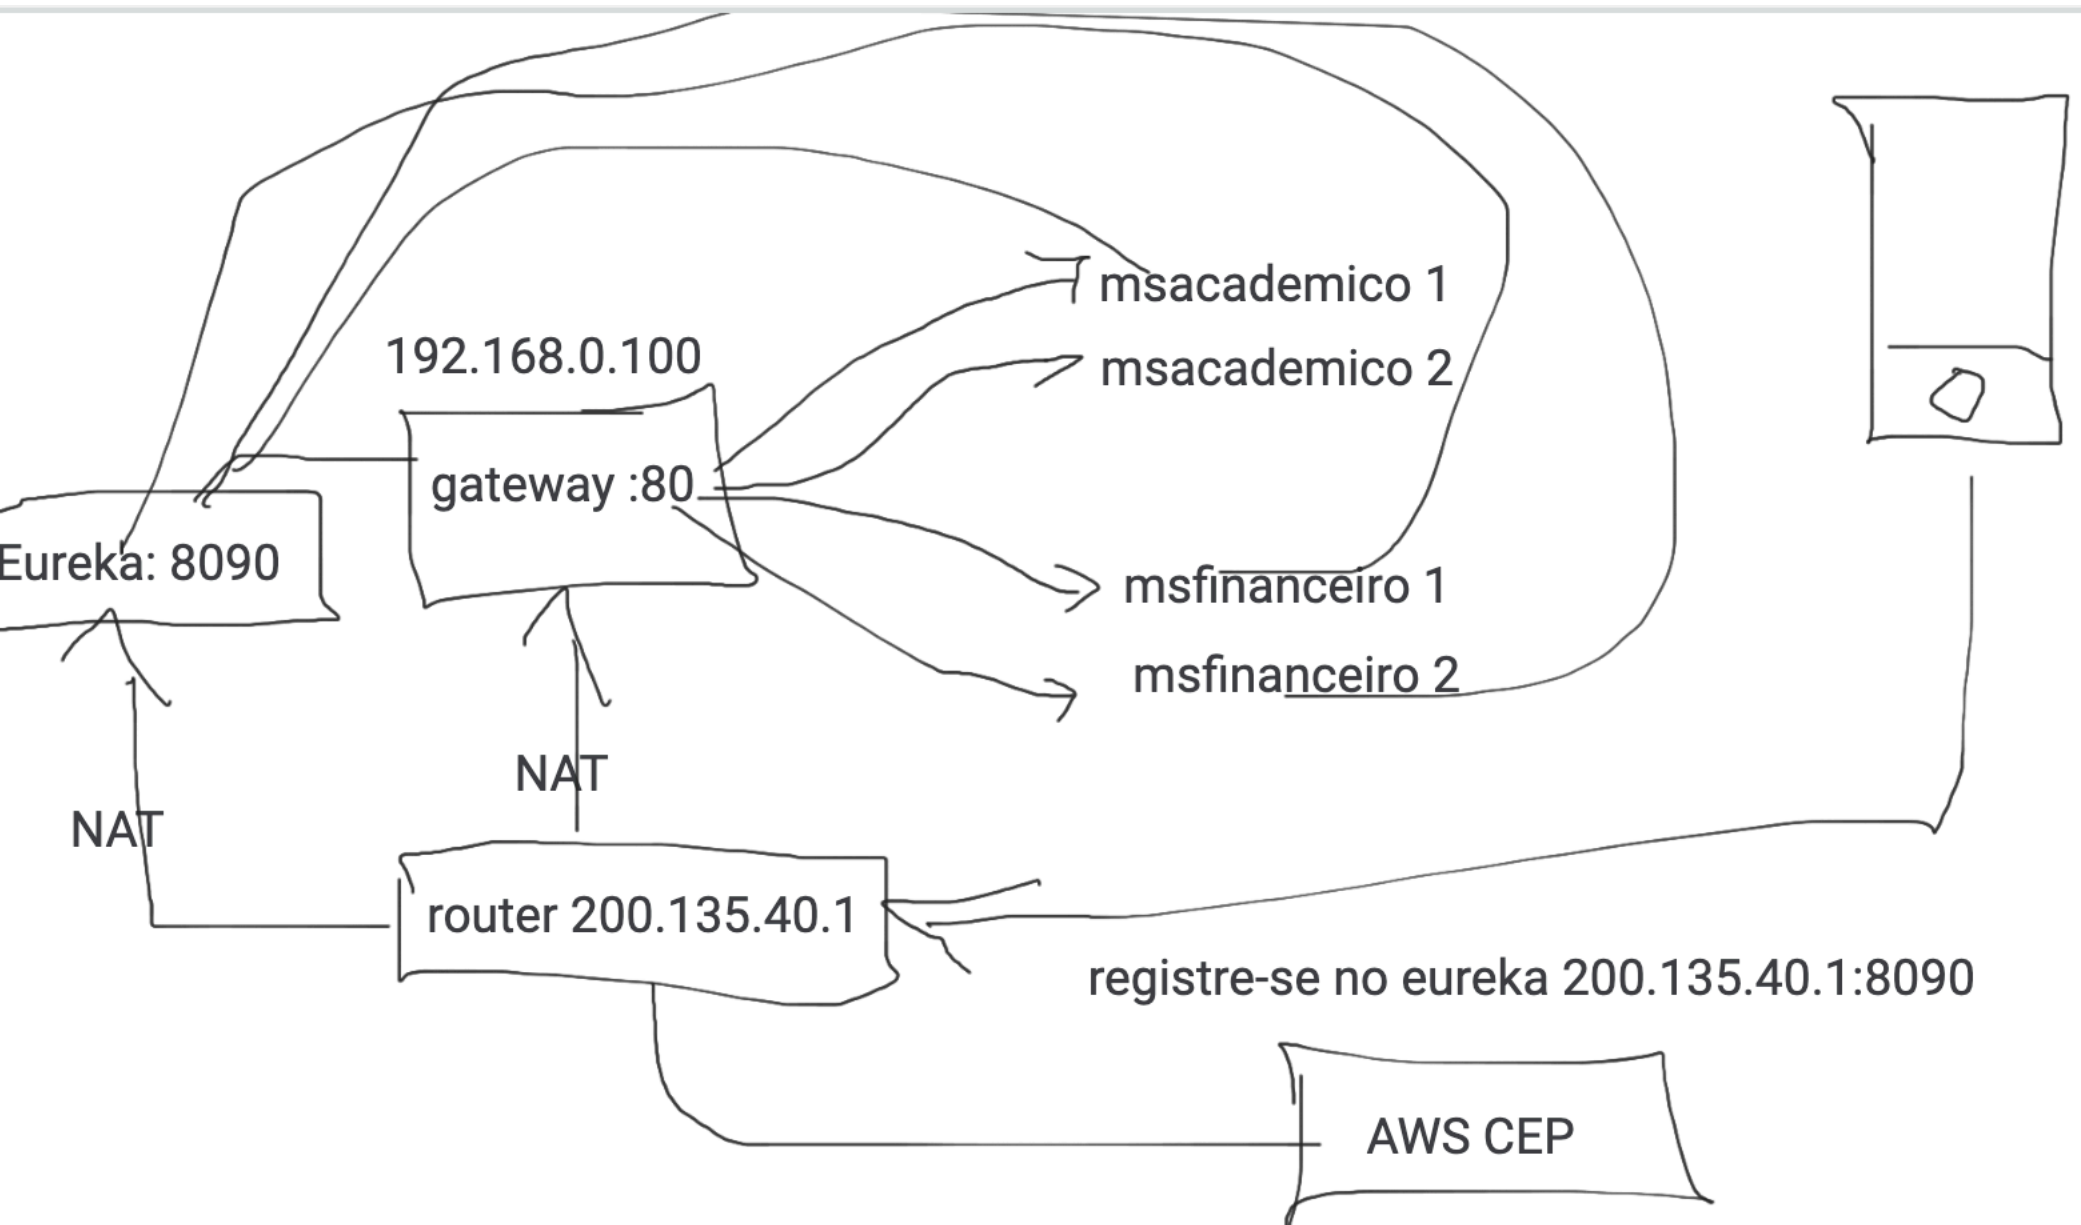 msacademico 1
192.168.0.100
msacademico 2
gateway :80
Eureka: 8090
msfinanceiro 1
msfinanceiro 2
NAT
NAT
router 200.135.40.1
registre-se no eureka 200.135.40.1:8090
AWS CEP